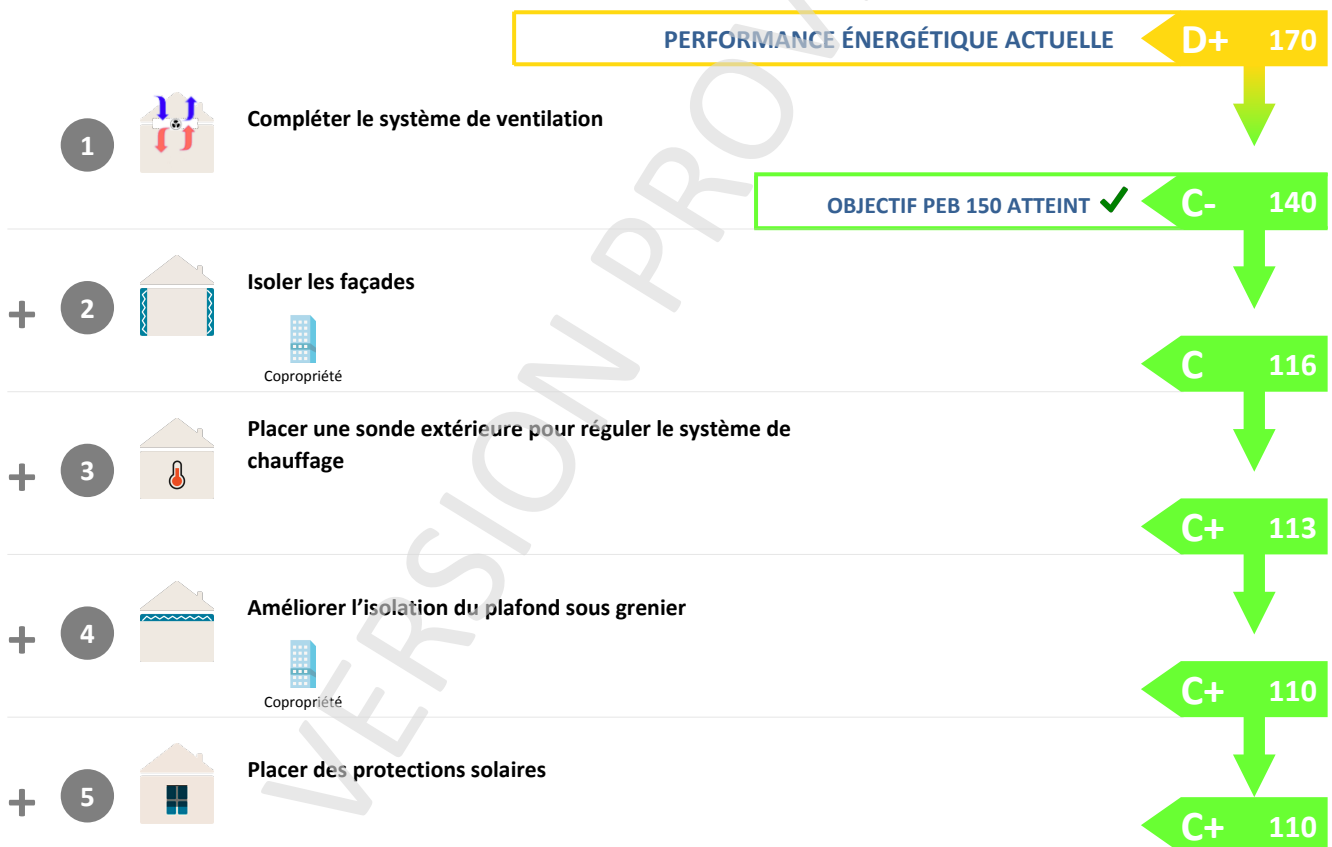 PERFORMANCE ÉNERGÉTIQUE ACTUELLE D+ 170
1 Compléter le système de ventilation
OBJECTIF PEB 150 ATTEINT C- 140
+ 2 Isoler les façades
Copropriété
C 116
+ 3 Placer une sonde extérieure pour réguler le système de
chauffage
C+ 113
+ 4 Améliorer l'isolation du plafond sous grenier
Copropriété
C+ 110
+ 5 Placer des protections solaires
C+ 110
VERSION PROV